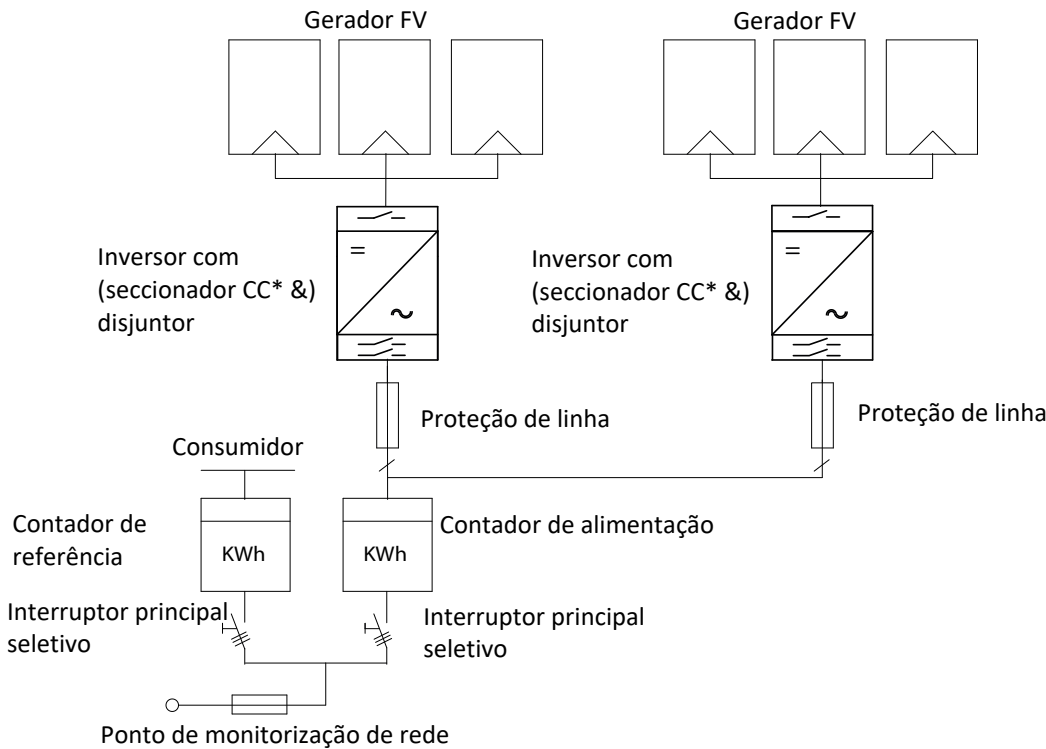 Gerador FV
Gerador FV
Inversor com
(seccionador CC* &)
disjuntor
Inversor com
(seccionador CC* &)
disjuntor
Proteção de linha
Proteção de linha
Consumidor
Contador de
referência
KWh
KWh
Contador de alimentação
Interruptor principal
seletivo
Interruptor principal
seletivo
Ponto de monitorização de rede